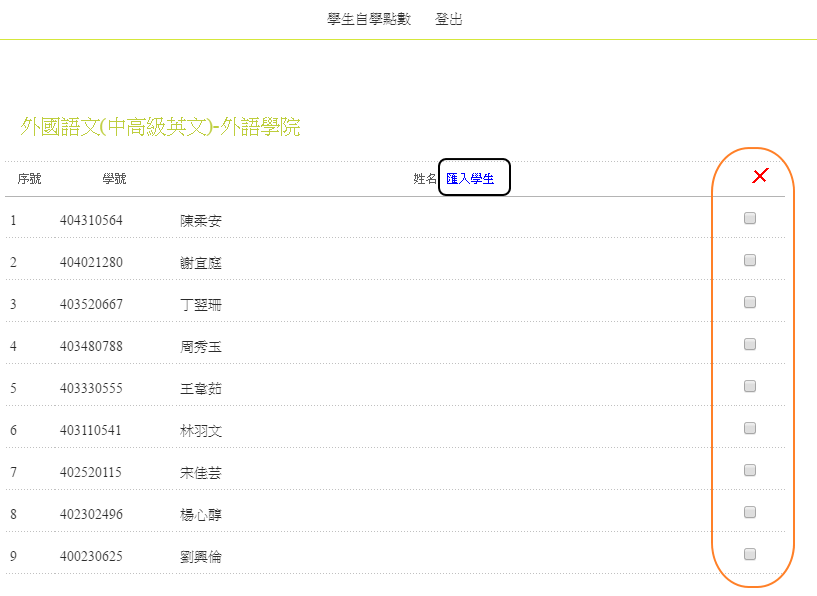 學生自學點數 登出
外國語文(中高級英文)-外語學院
序號 學號 姓名 匯入學生
1 404310564 陳柔安
2 404021280 謝宜庭
3 403520667 丁翌珊
4 403480788 周秀玉
5 403330555 王韋茹
6 403110541 林羽文
7 402520115 宋佳芸
8 402302496 楊心醇
9 400230625 劉興倫